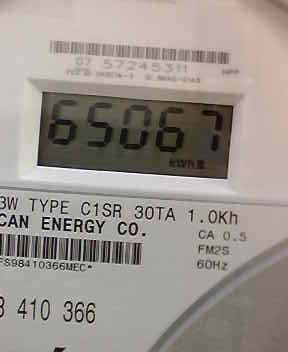 07 57245311
65067
kWh
3W TYPE C1SR 30TA 1.0Kh
CAN ENERGY CO.
CA 0.5
FM2S
60Hz
FS98410366MEC*
3 410 366